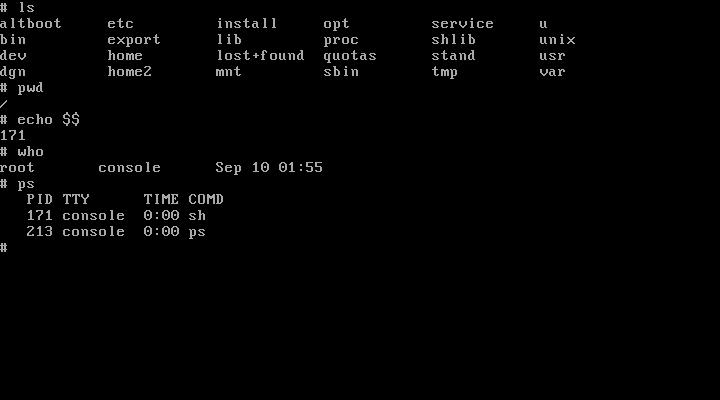 # ls
altboot     etc         install     opt         service     u
bin         export      lib         proc        shlib       unix
dev         home        lost+found  quotas      stand       usr
dgn         home2       mnt         sbin        tmp         var
# pwd
/
# echo $$
171
# who
root       console      Sep 10 01:55
# ps
   PID TTY      TIME COMD
   171 console  0:00 sh
   213 console  0:00 ps
#